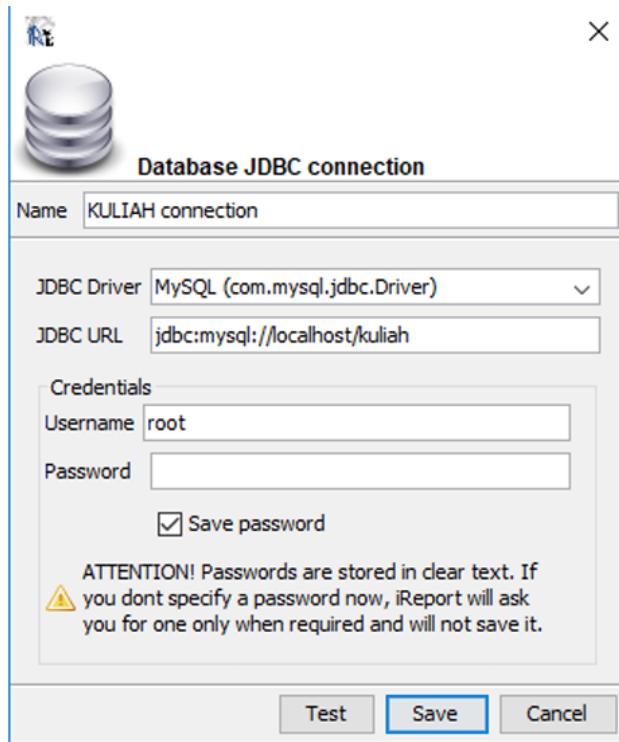 Database JDBC connection
Name KULIAH connection
JDBC Driver MySQL (com.mysql.jdbc.Driver)
JDBC URL jdbc:mysql://localhost/kuliah
Credentials
Username root
Password
Save password
ATTENTION! Passwords are stored in clear text. If
you dont specify a password now, iReport will ask
you for one only when required and will not save it.
Test Save Cancel